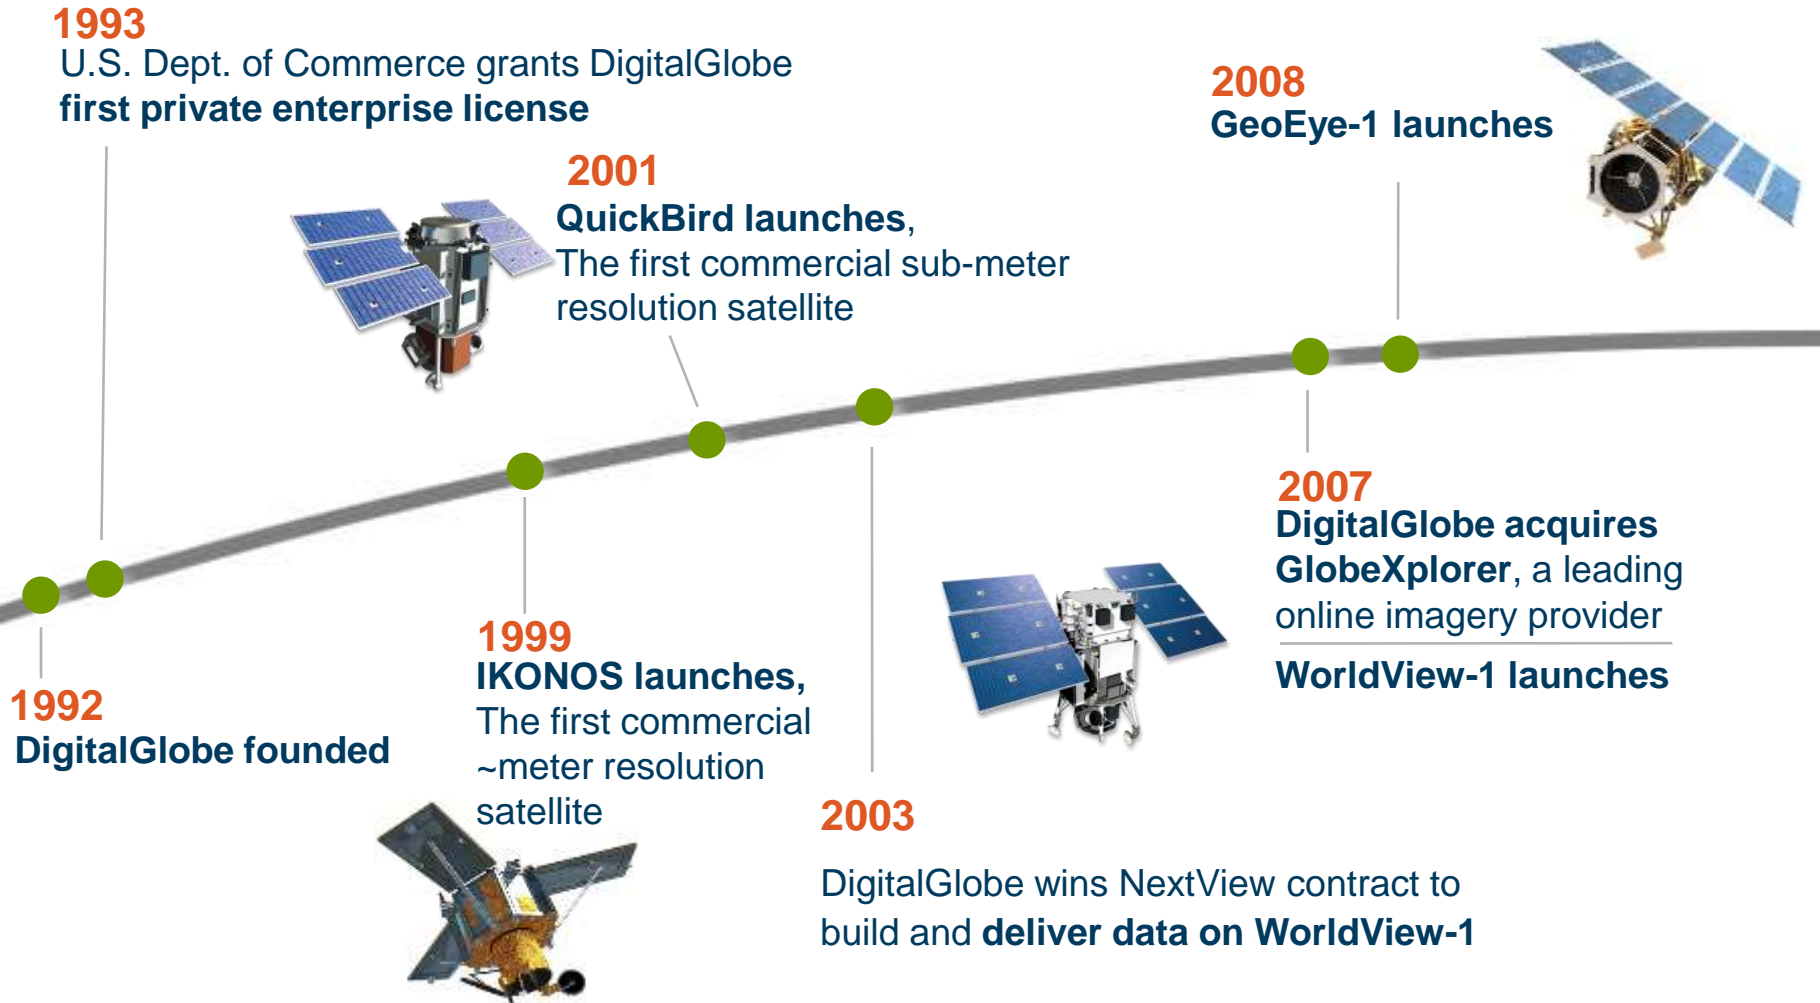 1993
U.S. Dept. of Commerce grants DigitalGlobe
first private enterprise license
2001
QuickBird launches,
The first commercial sub-meter
resolution satellite
2008
GeoEye-1 launches
1992
DigitalGlobe founded
1999
IKONOS launches,
The first commercial
~meter resolution
satellite
2003
DigitalGlobe wins NextView contract to
build and deliver data on WorldView-1
2007
DigitalGlobe acquires
GlobeXplorer, a leading
online imagery provider
WorldView-1 launches